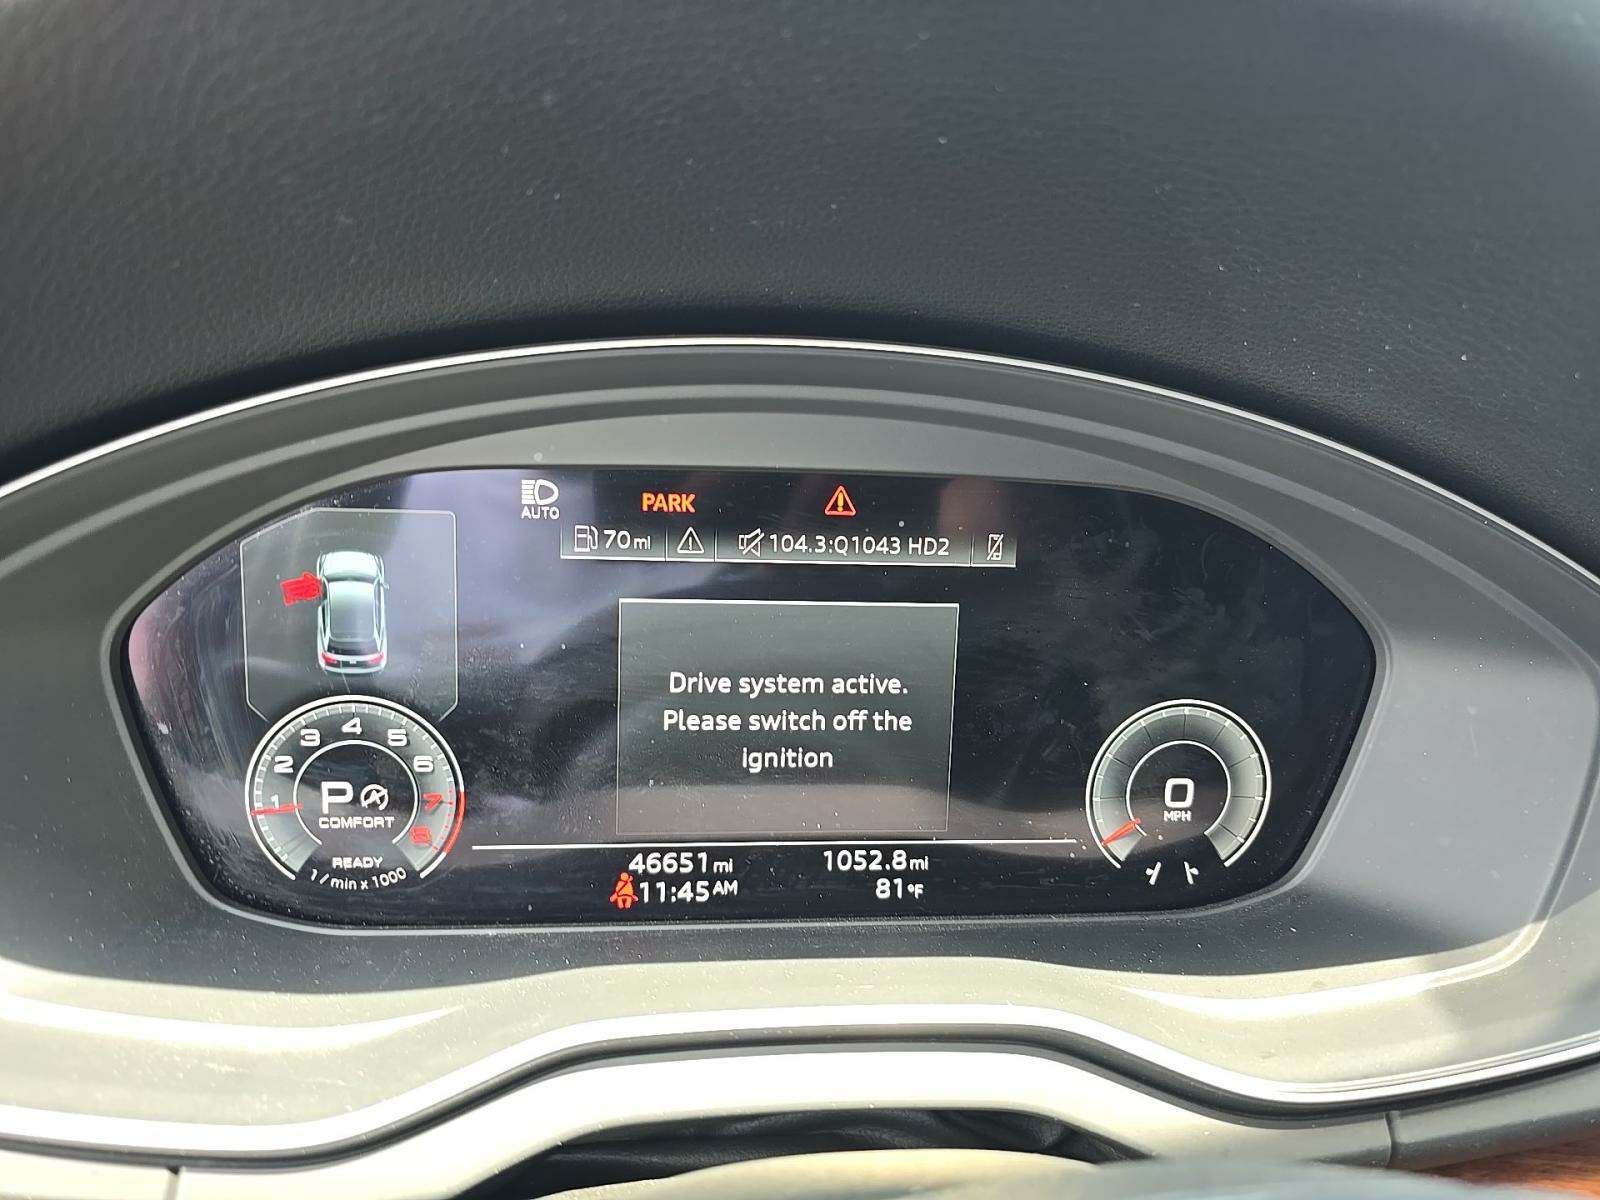 AUTO
PARK
70 mi
104.3:Q1043 HD2
Drive system active.
Please switch off the
ignition
1 2 3 4 5 6 7 8
P
COMFORT
READY
1/min x 1000
0
MPH
46651 mi
1052.8 mi
11:45 AM
81°F